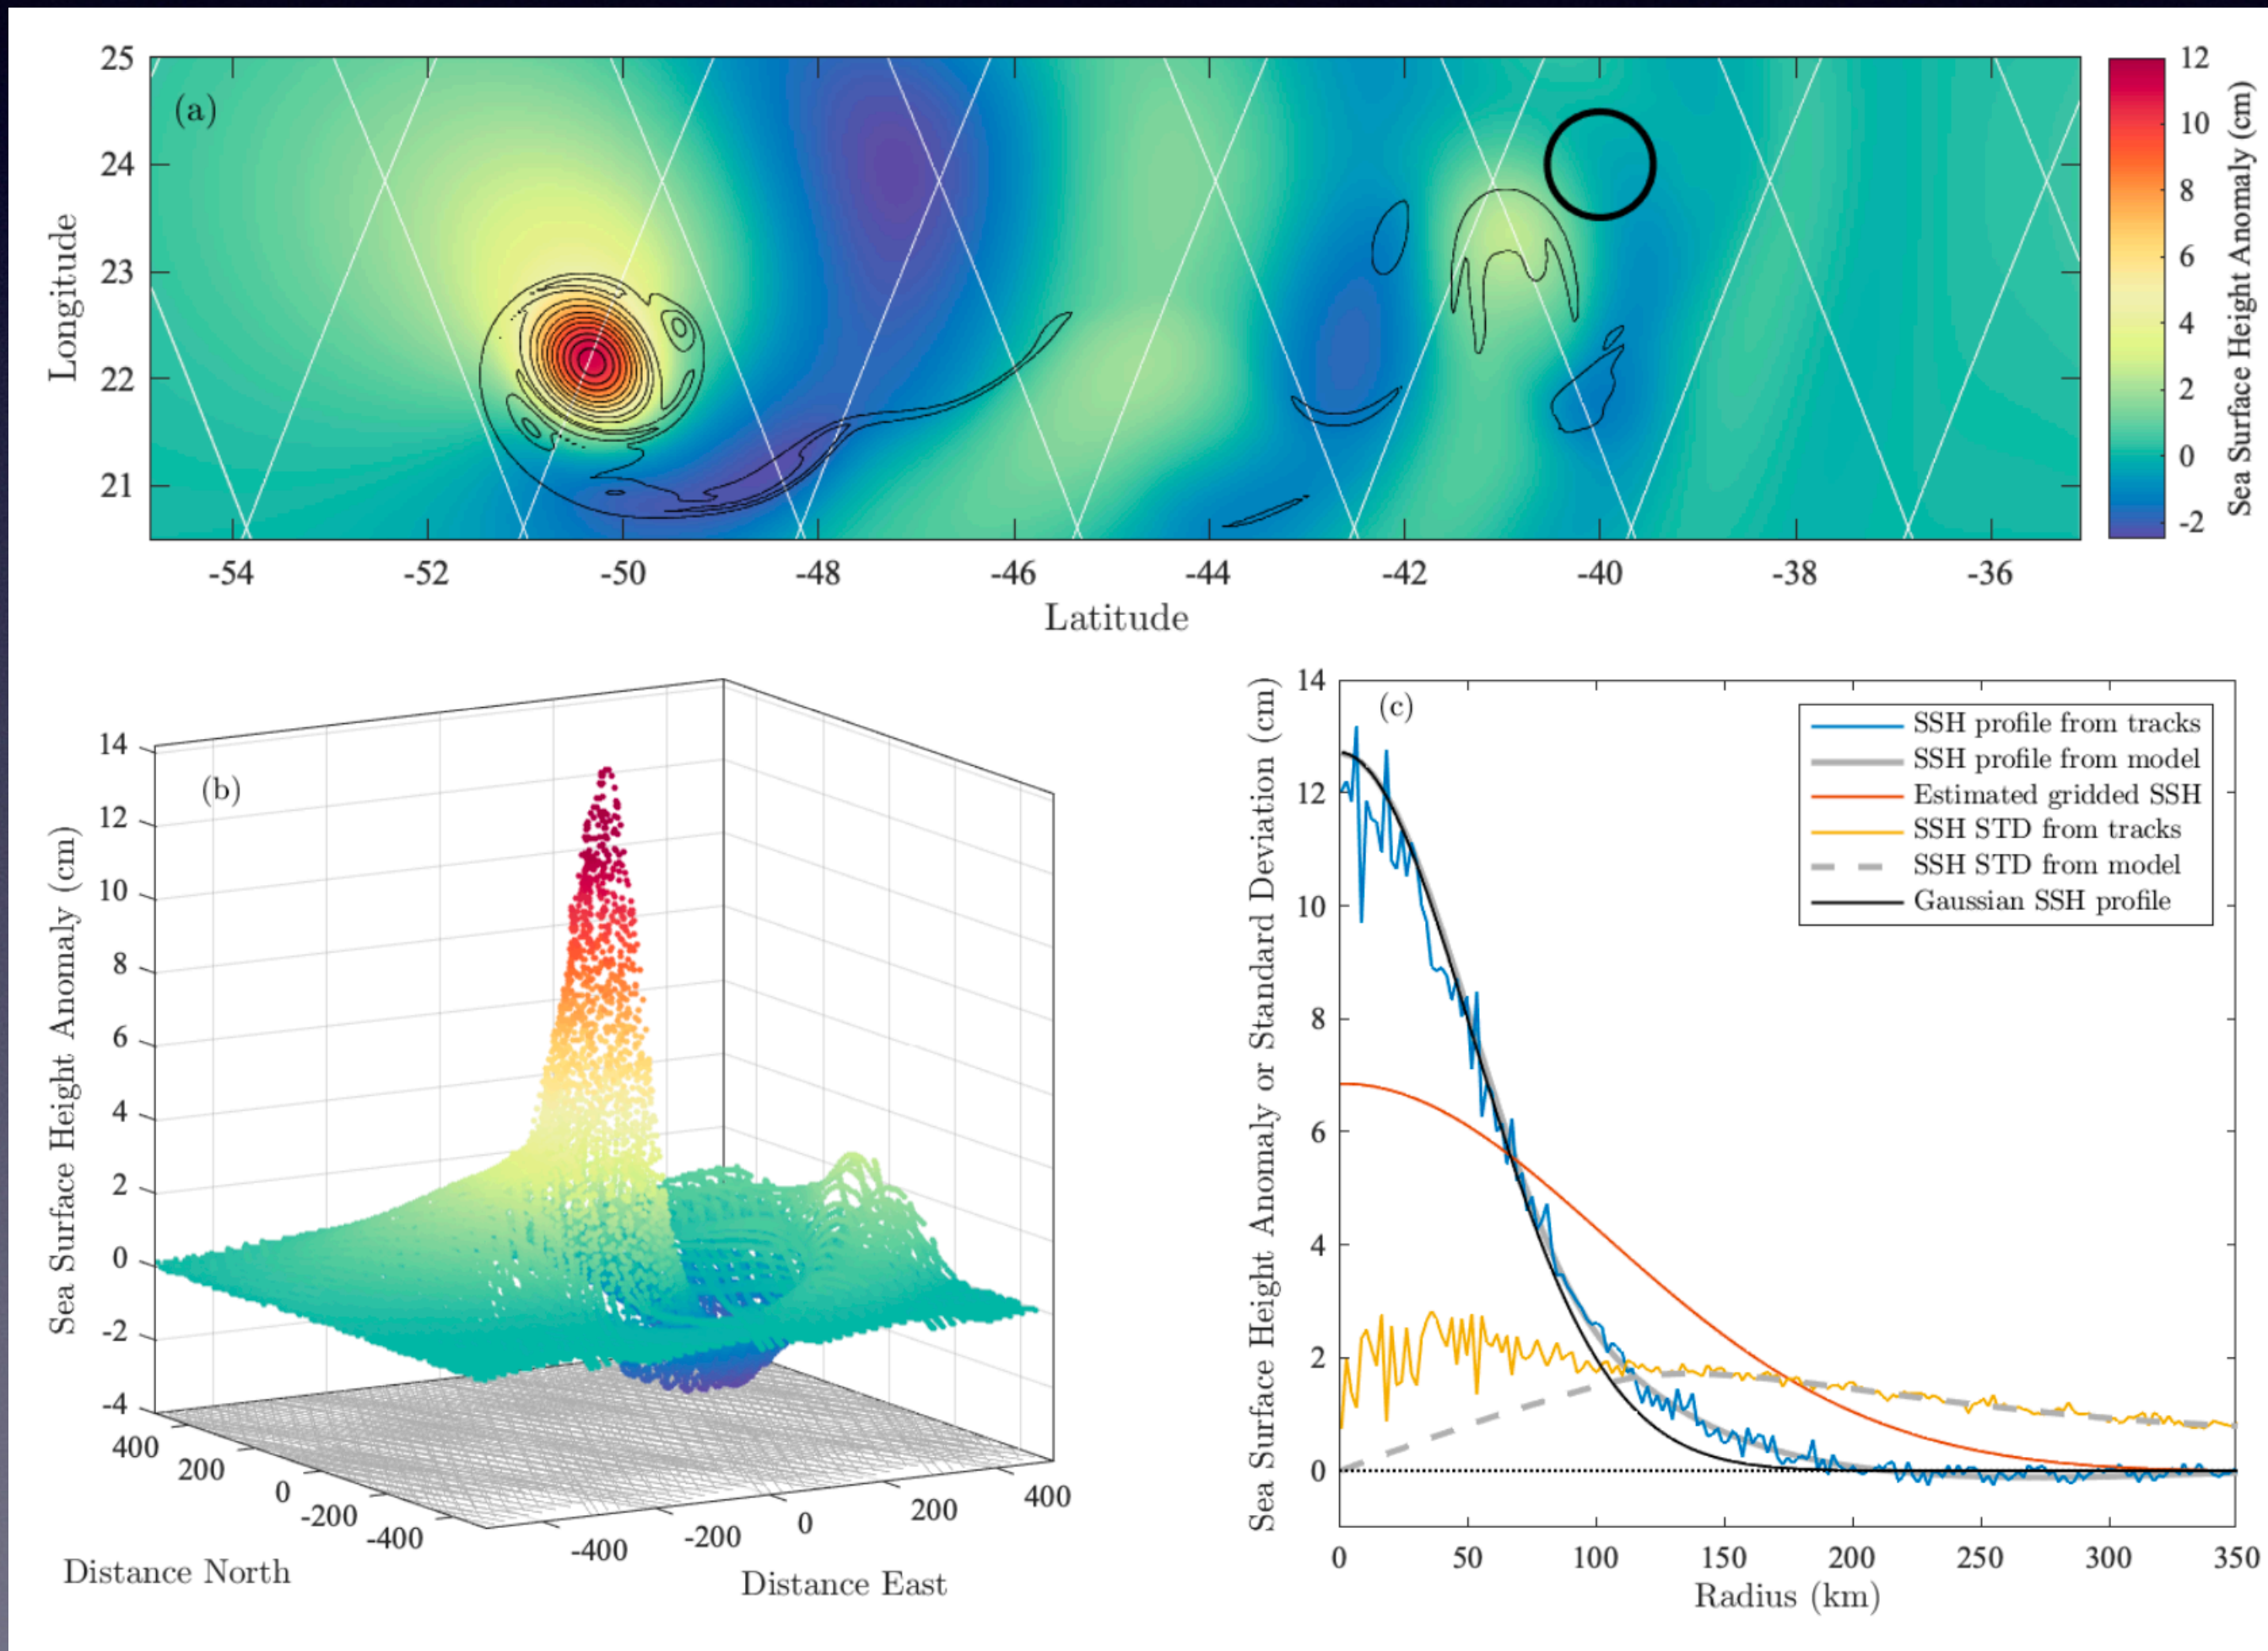 25
24
23
22
21
Longitude
(a)
-54 -52 -50 -48 -46 -44 -42 -40 -38 -36
Latitude
12
10
8
6
4
2
0
-2
Sea Surface Height Anomaly (cm)
14
12
10
8
6
4
2
0
-2
-4
Sea Surface Height Anomaly (cm)
(b)
400
200
0
-200
-400
Distance North
-400
-200
0
200
400
Distance East
14
12
10
8
6
4
2
0
Sea Surface Height Anomaly or Standard Deviation (cm)
(c)
SSH profile from tracks
SSH profile from model
Estimated gridded SSH
SSH STD from tracks
SSH STD from model
Gaussian SSH profile
0 50 100 150 200 250 300 350
Radius (km)